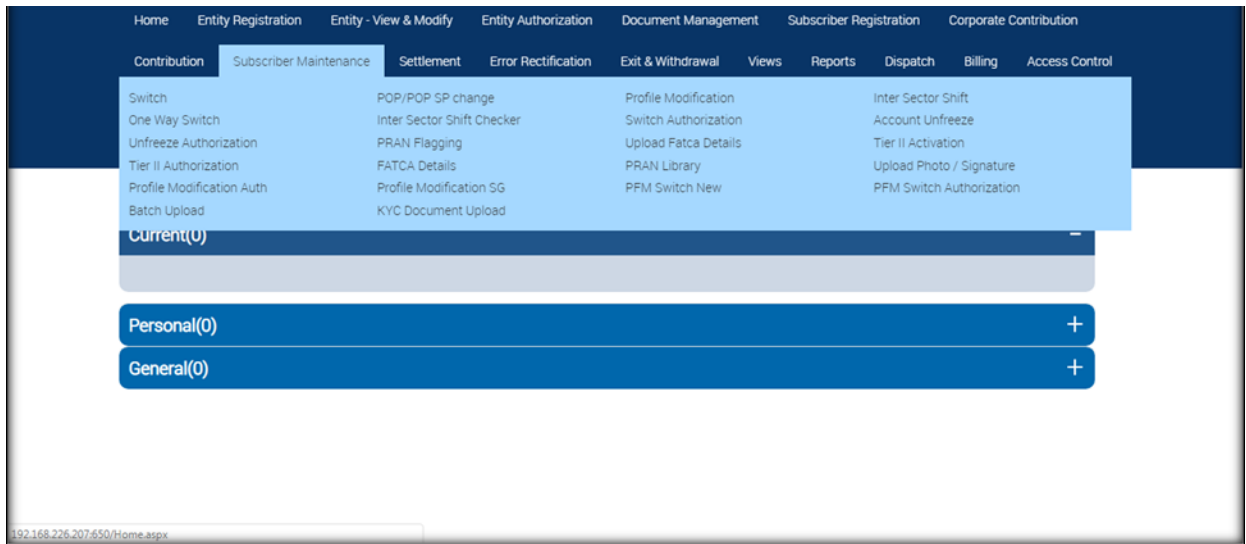 Home Entity Registration Entity - View & Modify Entity Authorization Document Management Subscriber Registration Corporate Contribution
Contribution Subscriber Maintenance Settlement Error Rectification Exit & Withdrawal Views Reports Dispatch Billing Access Control
Switch POP/POP SP change Profile Modification Inter Sector Shift
One Way Switch Inter Sector Shift Checker Switch Authorization Account Unfreeze
Unfreeze Authorization PRAN Flagging Upload Fatca Details Tier II Activation
Tier II Authorization FATCA Details PRAN Library Upload Photo / Signature
Profile Modification Auth Profile Modification SG PFM Switch New PFM Switch Authorization
Batch Upload KYC Document Upload
Current(0)
Personal(0)
General(0)
192.168.226.207:650/Home.aspx